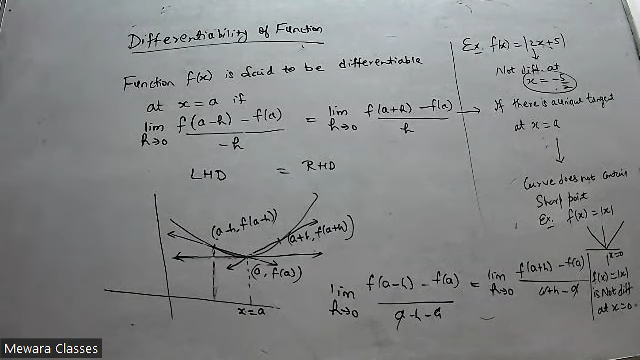 Differentiability of Function
Function f(x) is said to be differentiable
at x = a if
lim h→0 f(a-h) - f(a) / -h = lim h→0 f(a+h) - f(a) / h
LHD = RHD
(a-h, f(a-h))
(a+h, f(a+h))
(a, f(a))
x=a
lim h→0 f(a-h) - f(a) / a-h-a = lim h→0 f(a+h) - f(a) / a+h-a
Ex. f(x) = |2x+5|
Not diff. at
x = -5/2
→ If there is a unique target
at x = a
Curve does not contain
Sharp point
Ex. f(x) = |x|
x=0
f(x)=|x|
is Not diff
at x=0.
Mewara Classes